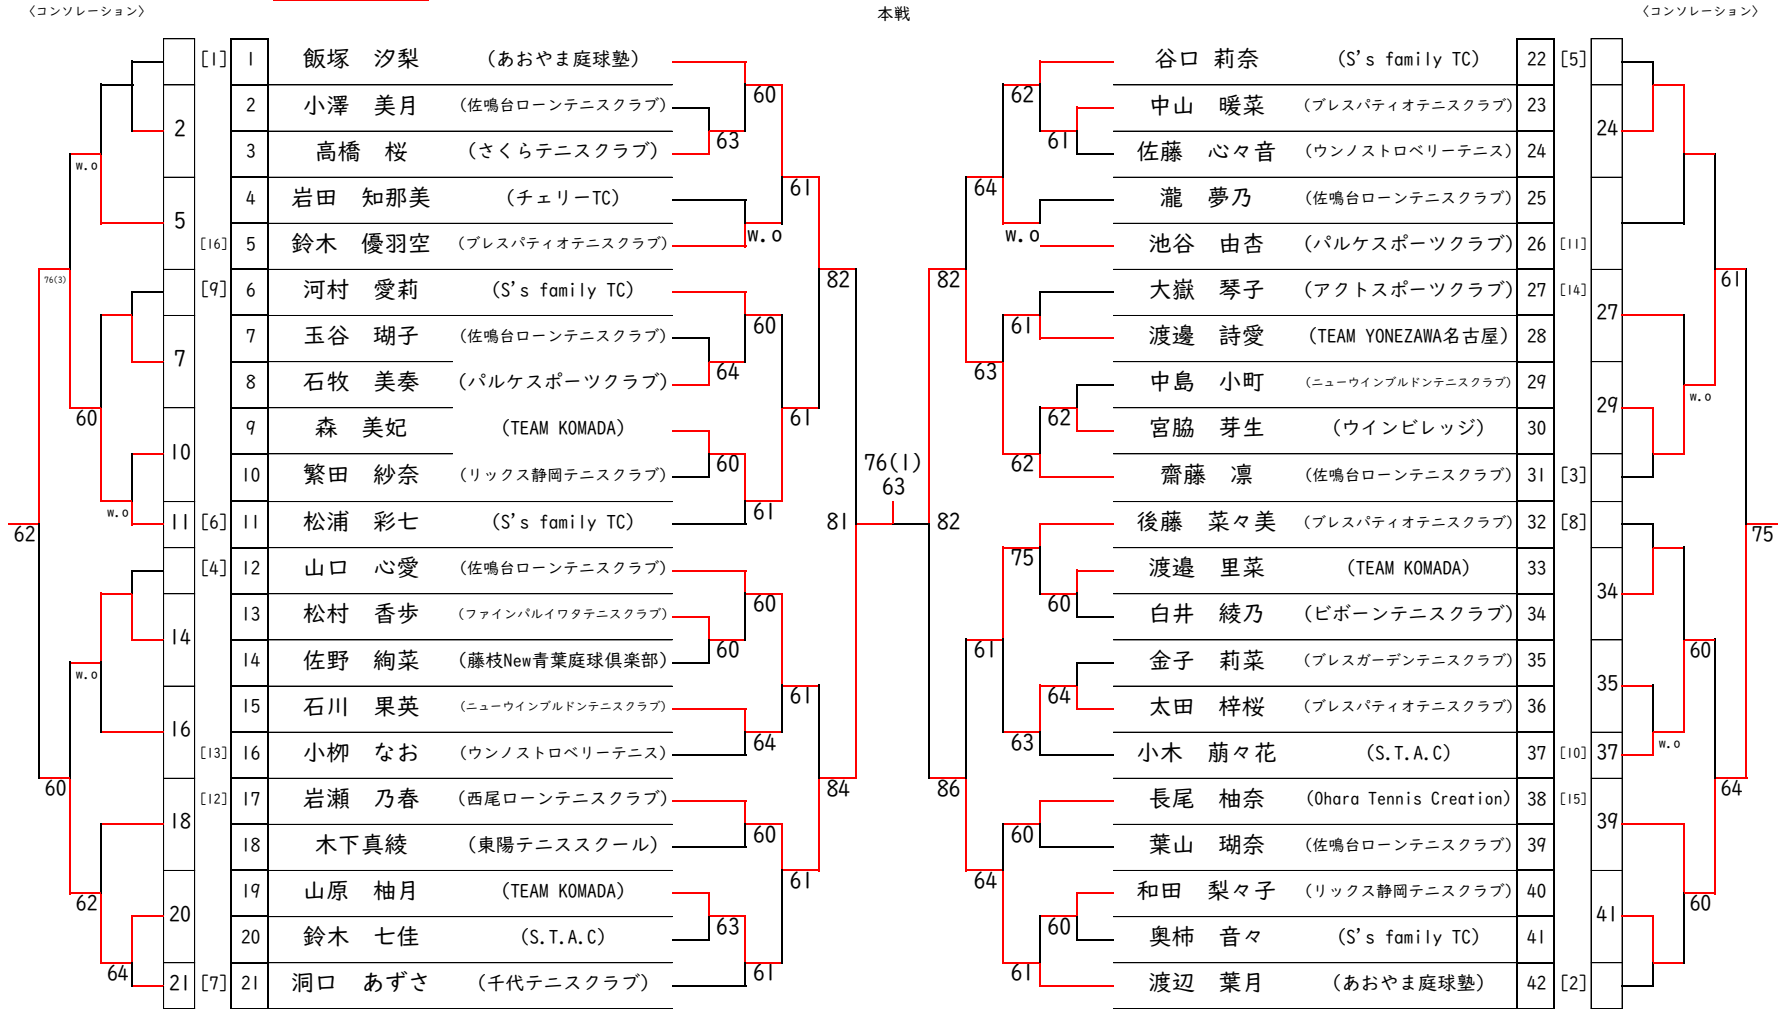 〈コンソレーション〉 本戦 〈コンソレーション〉
[1] 1 飯塚 汐梨 (あおやま庭球塾) 谷口 莉奈 (S's family TC) 22 [5]
60 62
2 2 小澤 美月 (佐鳴台ローンテニスクラブ) 中山 暖菜 (ブレスパティオテニスクラブ) 23 24
63 61
w.o 3 高橋 桜 (さくらテニスクラブ) 佐藤 心々音 (ウンノストロベリーテニス) 24
61 64
5 4 岩田 知那美 (チェリーTC) 瀧 夢乃 (佐鳴台ローンテニスクラブ) 25
w.o w.o
[16] 5 鈴木 優羽空 (ブレスパティオテニスクラブ) 池谷 由杏 (パルケスポーツクラブ) 26 [11]
76(3) 82 82 61
[9] 6 河村 愛莉 (S's family TC) 大嶽 琴子 (アクトスポーツクラブ) 27 [14] 27
60 61
7 7 玉谷 瑚子 (佐鳴台ローンテニスクラブ) 渡邊 詩愛 (TEAM YONEZAWA名古屋) 28
64 63
8 石牧 美奏 (パルケスポーツクラブ) 中島 小町 (ニューウインブルドンテニスクラブ) 29 29 w.o
60 61 62
10 9 森 美妃 (TEAM KOMADA) 宮脇 芽生 (ウインビレッジ) 30
60 76(1) 62
10 繁田 紗奈 (リックス静岡テニスクラブ) 63 齋藤 凛 (佐鳴台ローンテニスクラブ) 31 [3]
w.o 61
62 11 [6] 11 松浦 彩七 (S's family TC) 81 82 後藤 菜々美 (ブレスパティオテニスクラブ) 32 [8] 75
75
[4] 12 山口 心愛 (佐鳴台ローンテニスクラブ) 渡邉 里菜 (TEAM KOMADA) 33 34
60 60
14 13 松村 香歩 (ファインパルイワタテニスクラブ) 白井 綾乃 (ビボーンテニスクラブ) 34
60 61 60
w.o 14 佐野 絢菜 (藤枝New青葉庭球倶楽部) 金子 莉菜 (ブレスガーデンテニスクラブ) 35 35
61 64
16 15 石川 果英 (ニューウインブルドンテニスクラブ) 太田 梓桜 (ブレスパティオテニスクラブ) 36
64 63
[13] 16 小栁 なお (ウンノストロベリーテニス) 小木 萠々花 (S.T.A.C) 37 [10] 37 w.o
60 84 86 64
18 [12] 17 岩瀬 乃春 (西尾ローンテニスクラブ) 長尾 柚奈 (Ohara Tennis Creation) 38 [15] 39
60 60
18 木下真綾 (東陽テニススクール) 葉山 瑚奈 (佐鳴台ローンテニスクラブ) 39
61 64
62 19 山原 柚月 (TEAM KOMADA) 和田 梨々子 (リックス静岡テニスクラブ) 40 60
20 63 60 41
20 鈴木 七佳 (S.T.A.C) 奥柿 音々 (S's family TC) 41
64 61 61
21 [7] 21 洞口 あずさ (千代テニスクラブ) 渡辺 葉月 (あおやま庭球塾) 42 [2]